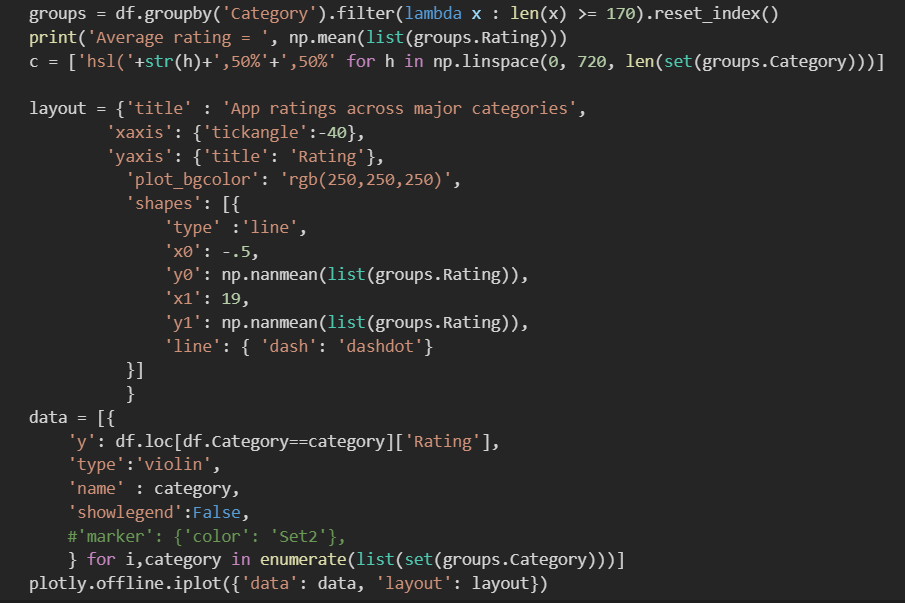 groups = df.groupby('Category').filter(lambda x : len(x) >= 170).reset_index()
print('Average rating = ', np.mean(list(groups.Rating)))
c = ['hsl('+str(h)+',50%'+',50%' for h in np.linspace(0, 720, len(set(groups.Category)))]

layout = {'title' : 'App ratings across major categories',
        'xaxis': {'tickangle':-40},
        'yaxis': {'title': 'Rating'},
          'plot_bgcolor': 'rgb(250,250,250)',
          'shapes': [{
              'type' :'line',
              'x0': -.5,
              'y0': np.nanmean(list(groups.Rating)),
              'x1': 19,
              'y1': np.nanmean(list(groups.Rating)),
              'line': { 'dash': 'dashdot'}
          }]
          }
data = [{
    'y': df.loc[df.Category==category]['Rating'],
    'type':'violin',
    'name' : category,
    'showlegend':False,
    #'marker': {'color': 'Set2'},
    } for i,category in enumerate(list(set(groups.Category)))]
plotly.offline.iplot({'data': data, 'layout': layout})